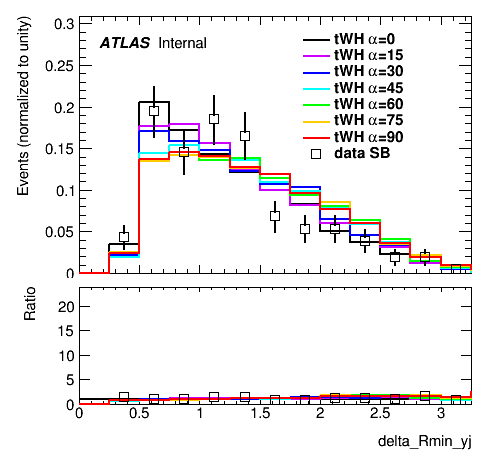 Events (normalized to unity)
0.3
0.25
0.2
0.15
0.1
0.05
0
ATLAS Internal
tWH α=0
tWH α=15
tWH α=30
tWH α=45
tWH α=60
tWH α=75
tWH α=90
data SB
Ratio
20
15
10
5
0
0 0.5 1 1.5 2 2.5 3
delta_Rmin_yj